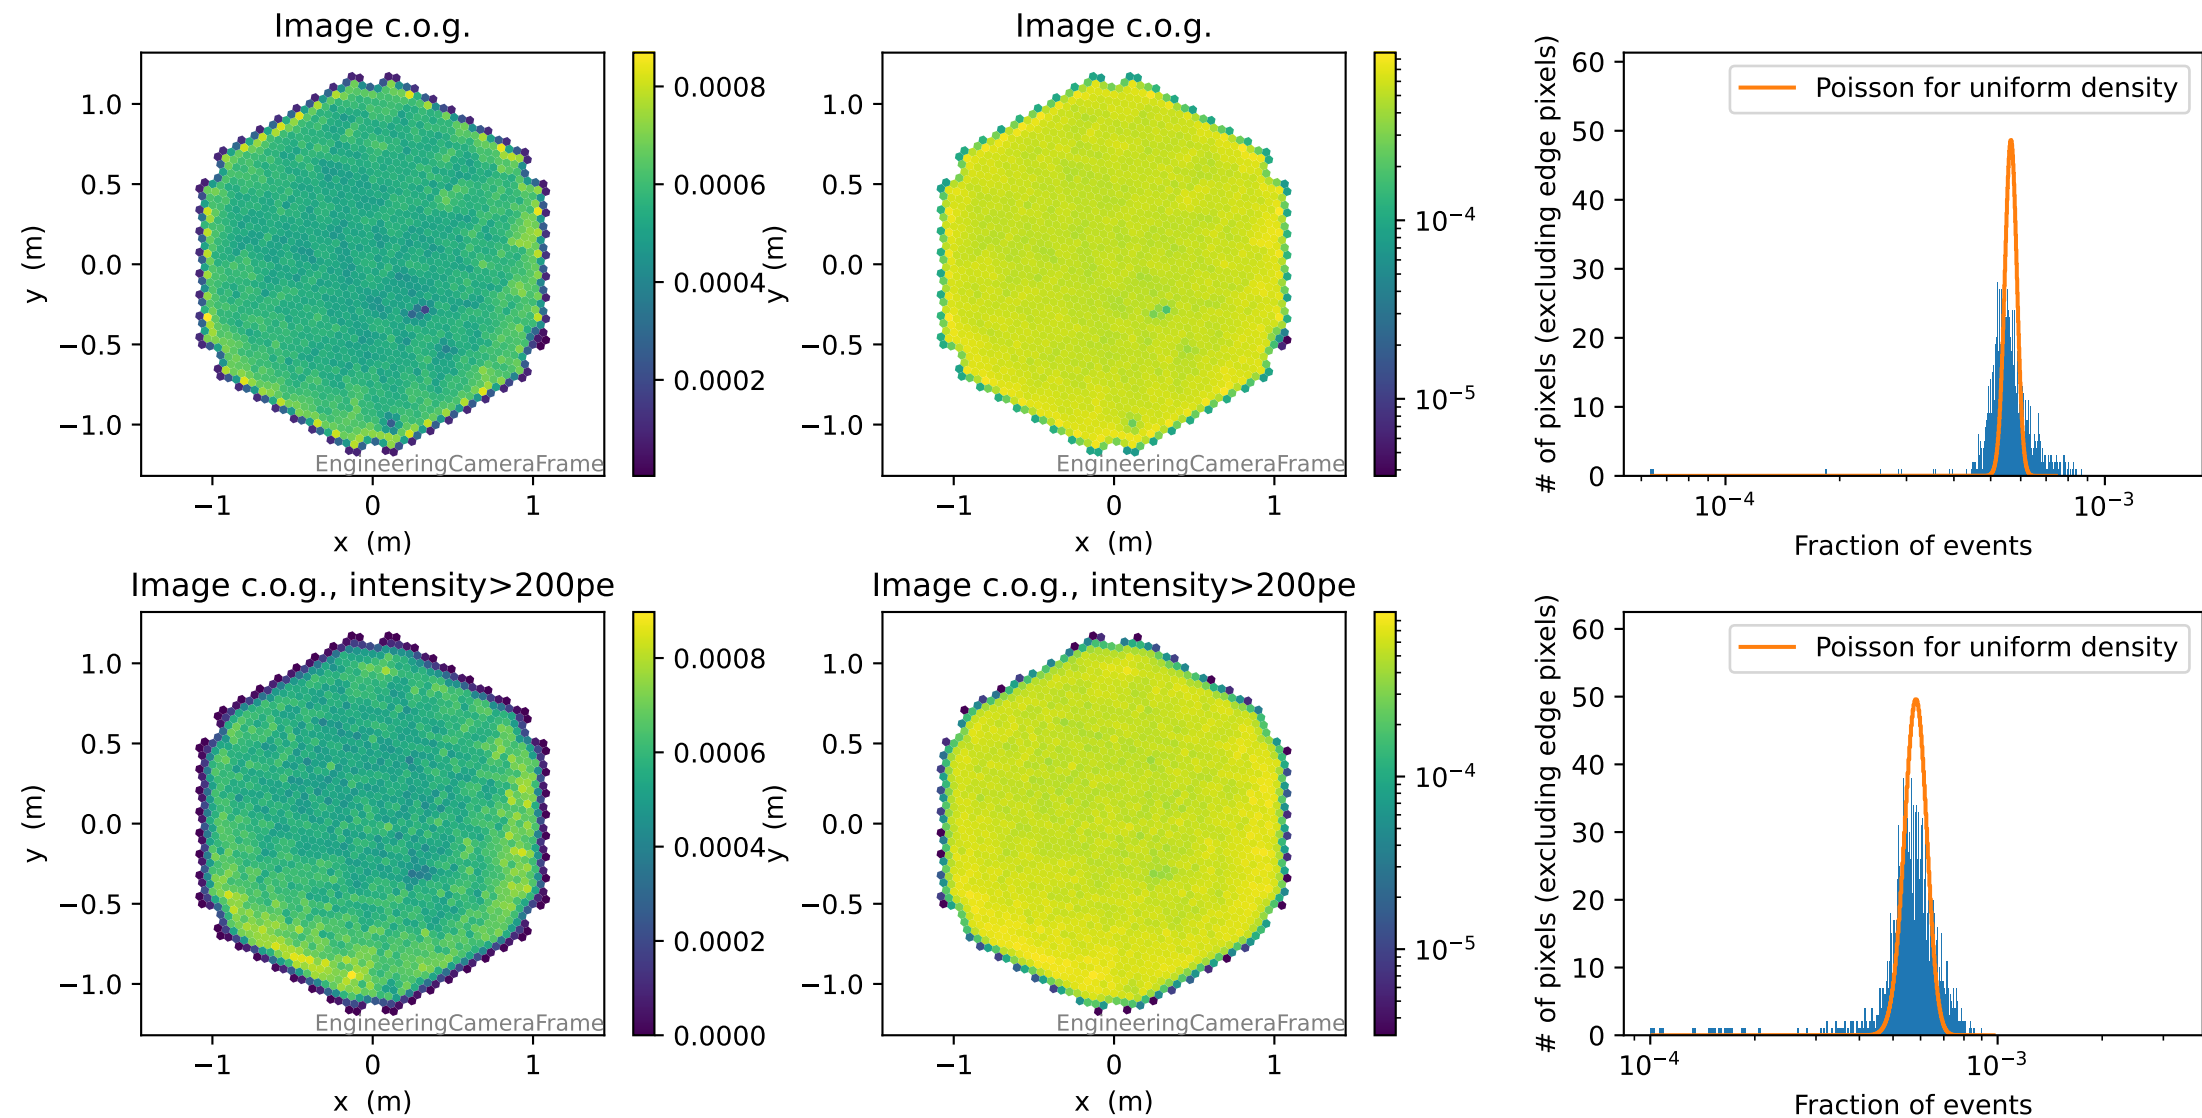 Image c.o.g.
1.0
0.5
0.0
−0.5
−1.0
y (m)
−1
0
1
x (m)
EngineeringCameraFrame
0.0008
0.0006
0.0004
0.0002
Image c.o.g.
1.0
0.5
0.0
−0.5
−1.0
y (m)
−1
0
1
x (m)
EngineeringCameraFrame
10⁻⁴
10⁻⁵
# of pixels (excluding edge pixels)
60
50
40
30
20
10
0
Poisson for uniform density
10⁻⁴
10⁻³
Fraction of events
Image c.o.g., intensity>200pe
1.0
0.5
0.0
−0.5
−1.0
y (m)
−1
0
1
x (m)
EngineeringCameraFrame
0.0008
0.0006
0.0004
0.0002
0.0000
Image c.o.g., intensity>200pe
1.0
0.5
0.0
−0.5
−1.0
y (m)
−1
0
1
x (m)
EngineeringCameraFrame
10⁻⁴
10⁻⁵
# of pixels (excluding edge pixels)
60
50
40
30
20
10
0
Poisson for uniform density
10⁻⁴
10⁻³
Fraction of events